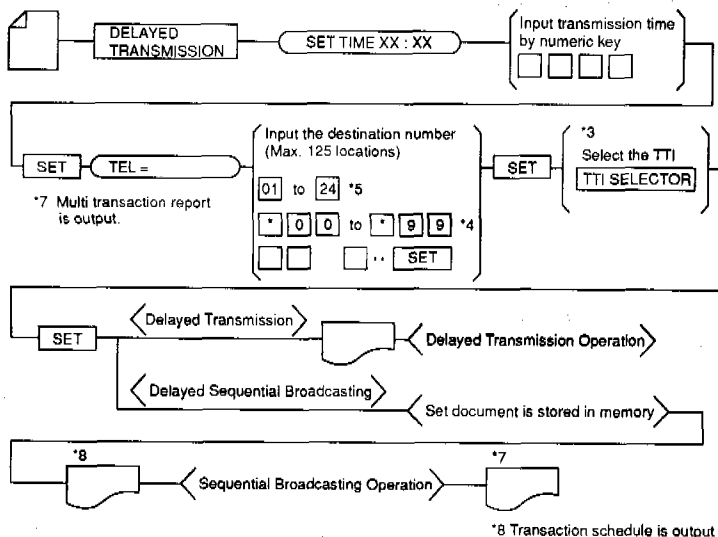 DELAYED
TRANSMISSION
SET TIME XX : XX
Input transmission time
by numeric key
SET
TEL =
Input the destination number
(Max. 125 locations)
01 to 24 *5
* 0 0 to * 9 9 *4
·· SET
SET
*3
Select the TTI
TTI SELECTOR
*7 Multi transaction report
is output.
SET
Delayed Transmission
Delayed Transmission Operation
Delayed Sequential Broadcasting
Set document is stored in memory
*8
Sequential Broadcasting Operation
*7
*8 Transaction schedule is output